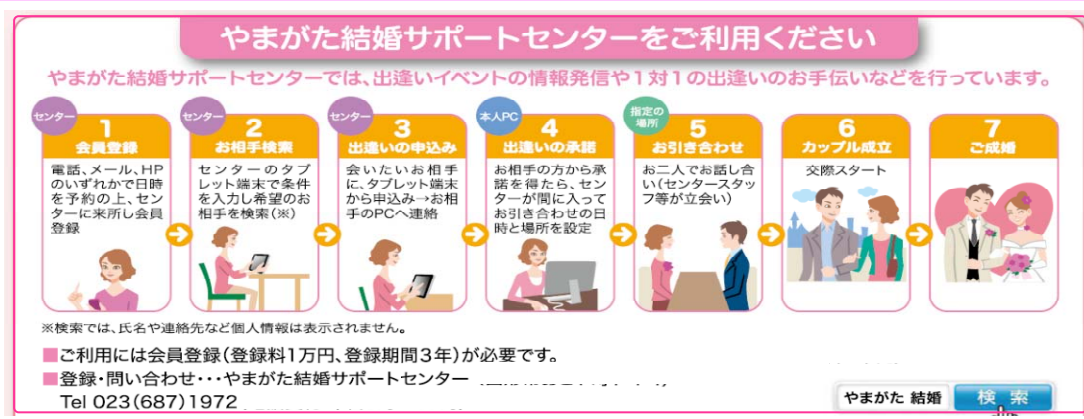 やまがた結婚サポートセンターをご利用ください
やまがた結婚サポートセンターでは、出逢いイベントの情報発信や1対1の出逢いのお手伝いなどを行っています。
センター
1
会員登録
電話、メール、HP
のいずれかで日時
を予約の上、セン
ターに来所し会員
登録
センター
2
お相手検索
センターのタブ
レット端末で条件
を入力し希望のお
相手を検索(※)
センター
3
出逢いの申込み
会いたいお相手
に、タブレット端末
から申込み→お相
手のPCへ連絡
本人PC
4
出逢いの承諾
お相手の方から承
諾を得たら、セン
ターが間に入って
お引き合わせの日
時と場所を設定
指定の
場所
5
お引き合わせ
お二人でお話し合
い(センタースタッ
フ等が立会い)
6
カップル成立
交際スタート
7
ご成婚
※検索では、氏名や連絡先など個人情報は表示されません。
■ご利用には会員登録(登録料1万円、登録期間3年)が必要です。
■登録・問い合わせ・・・やまがた結婚サポートセンター
Tel 023(687)1972
やまがた 結婚 検索